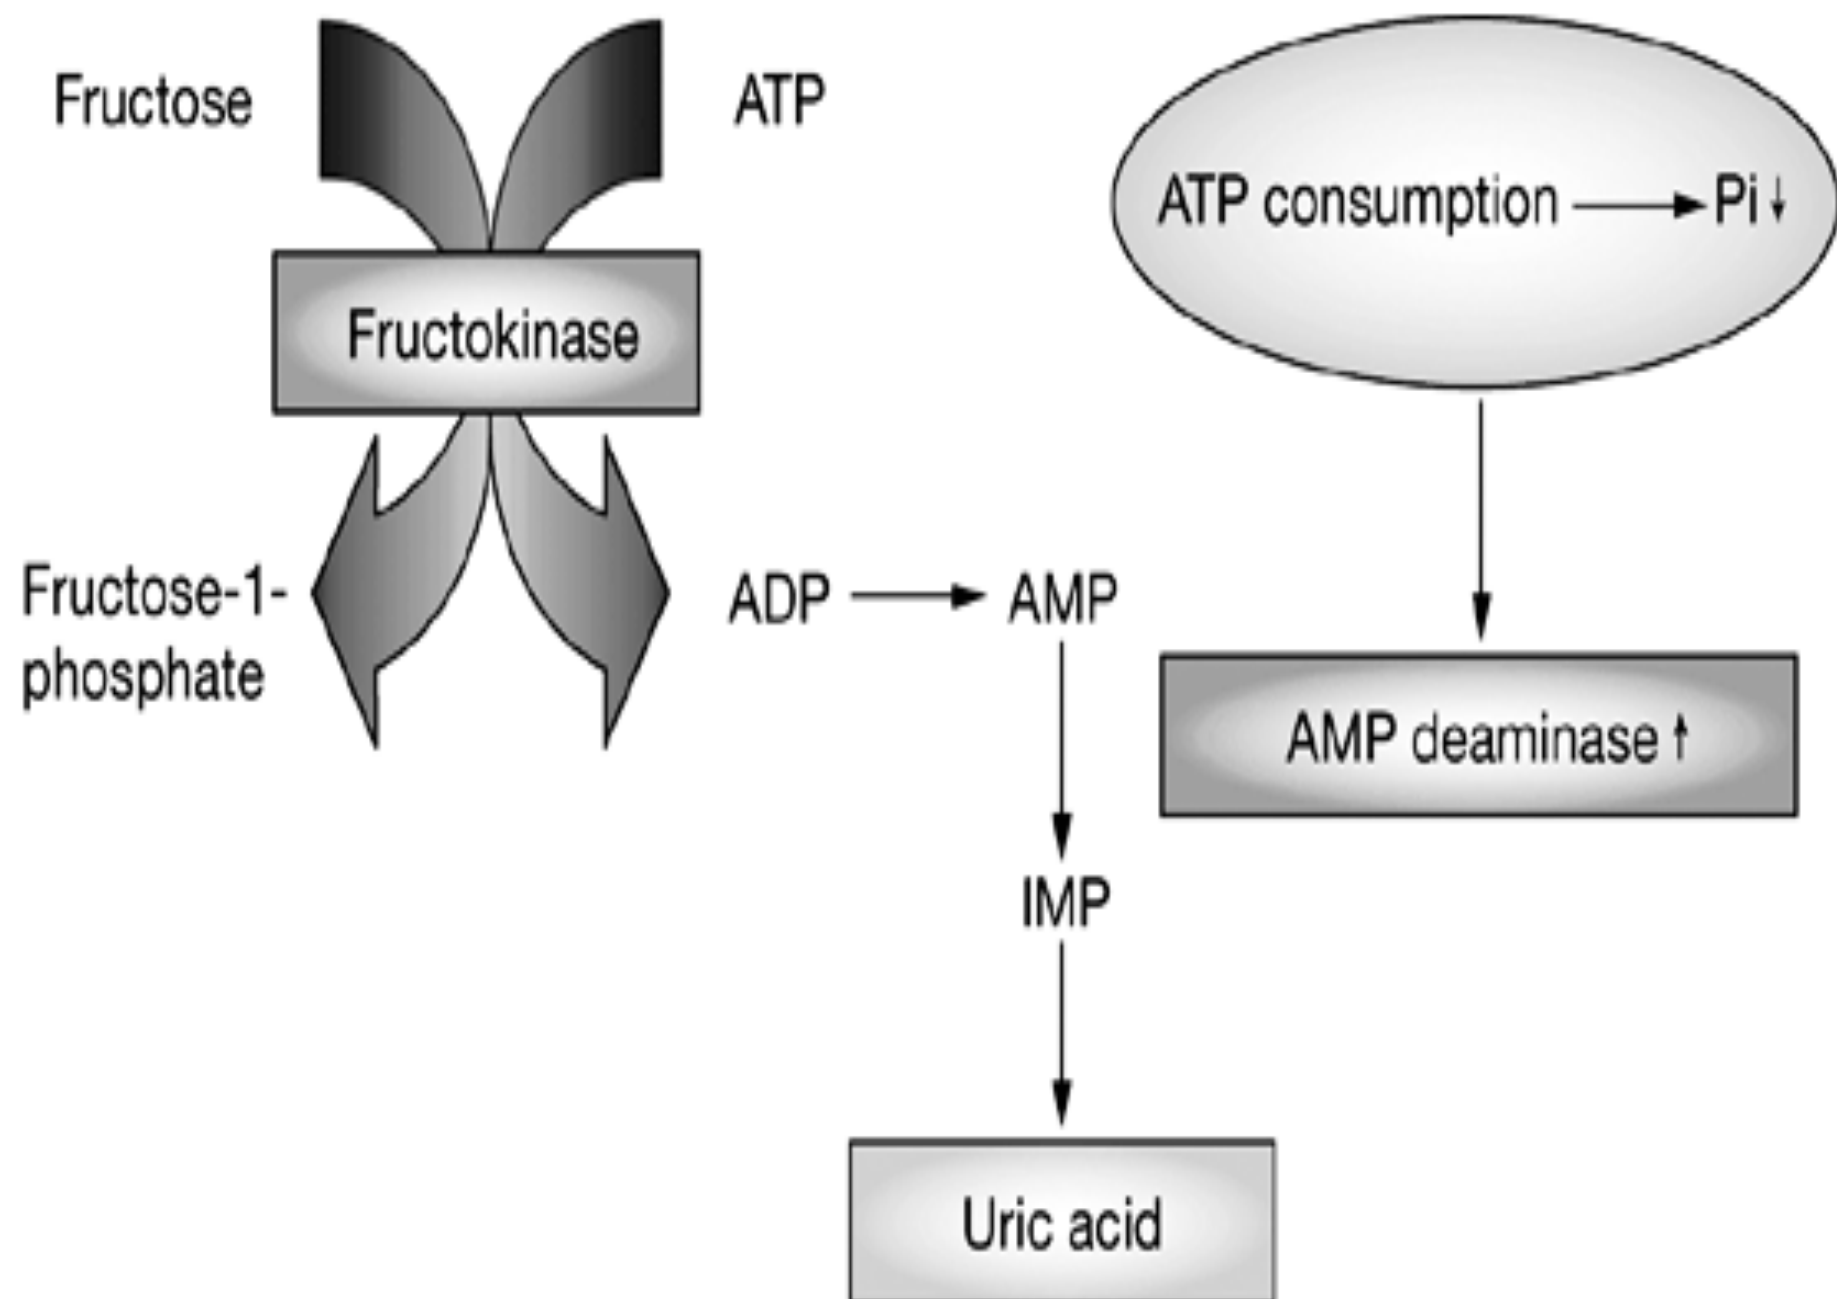 Fructose
ATP
ATP consumption → Pi ↓
Fructokinase
Fructose-1-
phosphate
ADP → AMP
AMP deaminase ↑
IMP
Uric acid